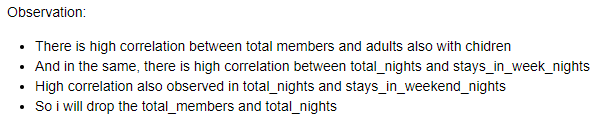 Observation:
• There is high correlation between total members and adults also with chidren
• And in the same, there is high correlation between total_nights and stays_in_week_nights
• High correlation also observed in total_nights and stays_in_weekend_nights
• So i will drop the total_members and total_nights